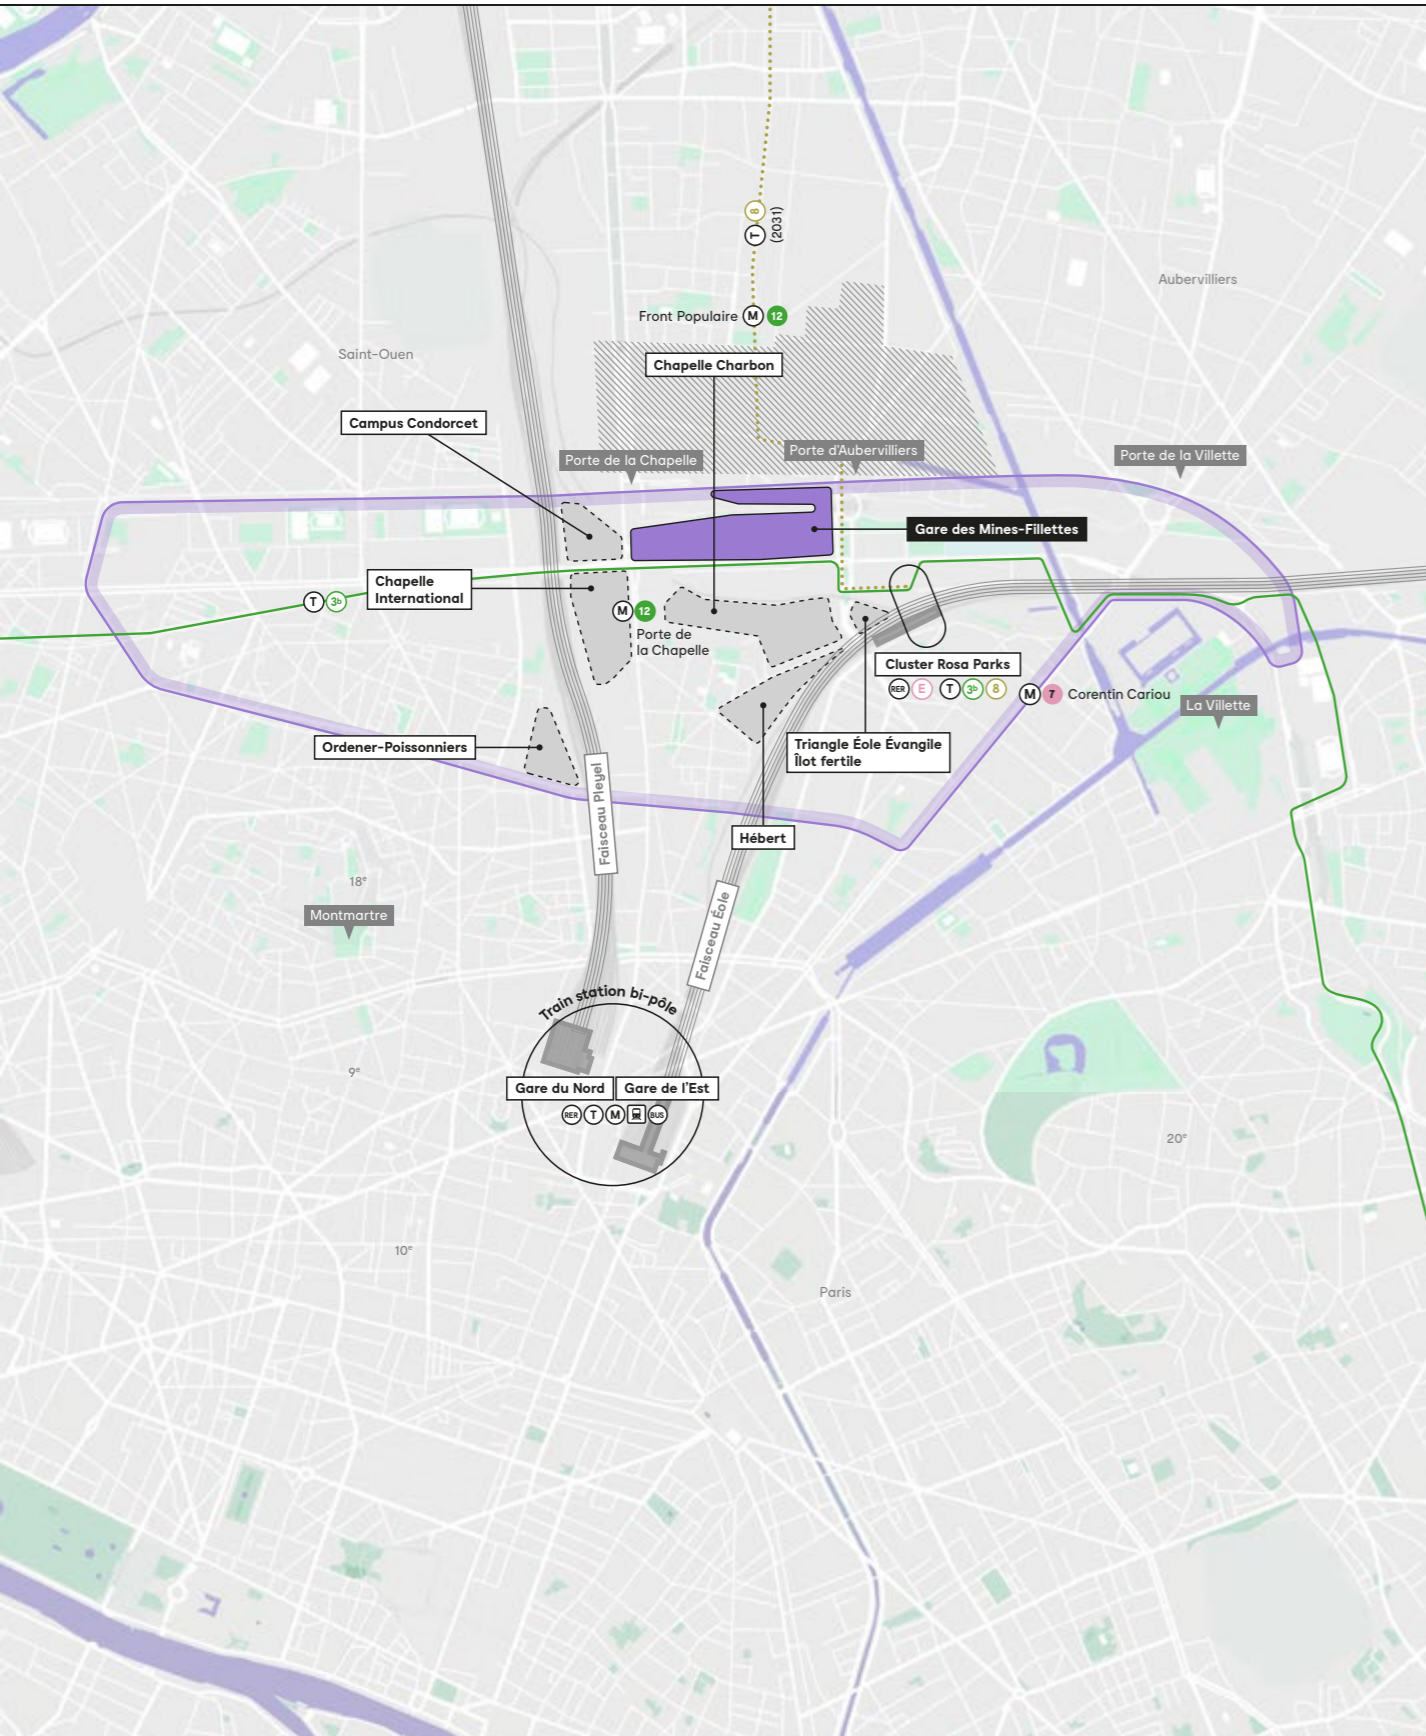 8
T
(2031)
Aubervilliers
Front Populaire M 12
Saint-Ouen
Chapelle Charbon
Campus Condorcet
Porte de la Chapelle
Porte d'Aubervilliers
Porte de la Villette
Gare des Mines-Fillettes
Chapelle
International
T 3b
M 12
Porte de
la Chapelle
Cluster Rosa Parks
RER E T 3b 8
M 7 Corentin Cariou
La Villette
Ordener-Poissonniers
Triangle Éole Évangile
Îlot fertile
Faisceau Pleyel
Hébert
18e
Montmartre
Faisceau Éole
Train station bi-pôle
9e
Gare du Nord
Gare de l'Est
RER T M BUS
20e
10e
Paris